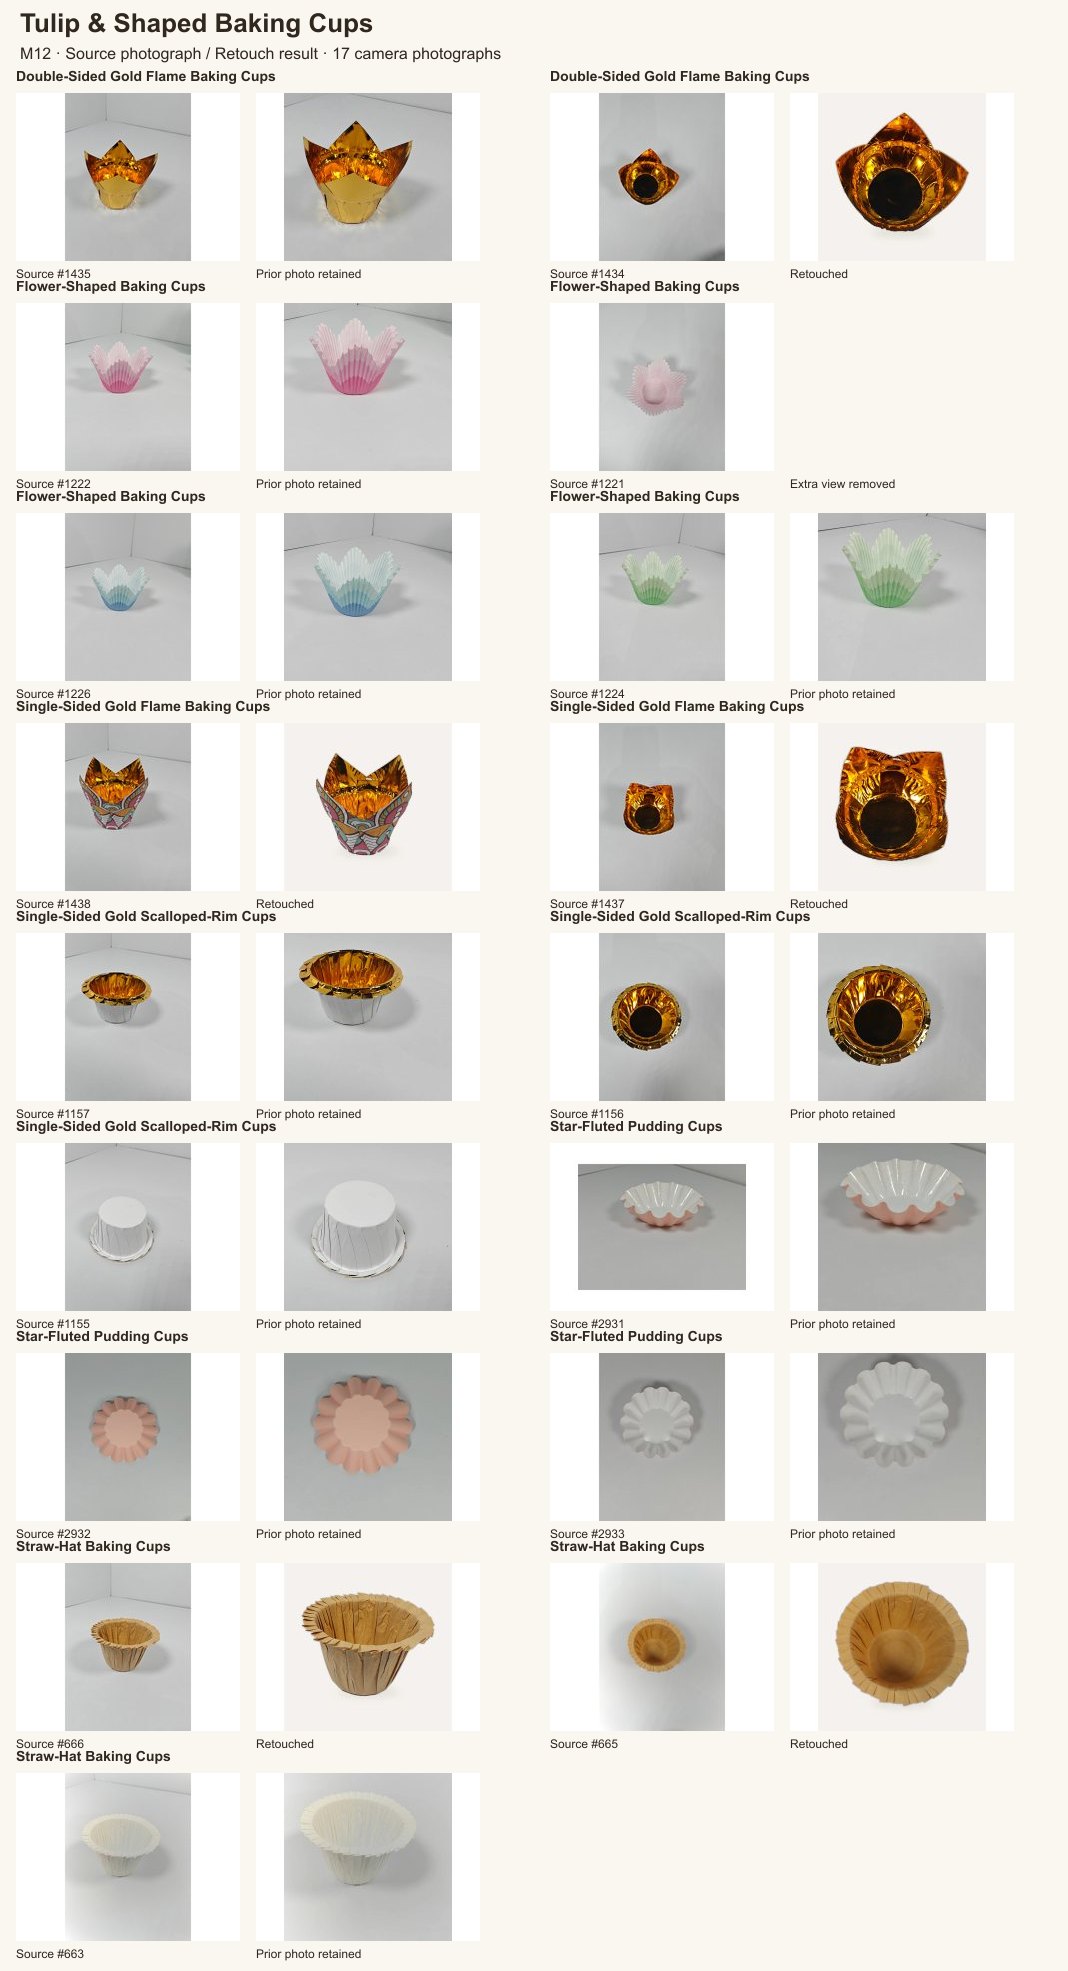 Tulip & Shaped Baking Cups
M12 · Source photograph / Retouch result · 17 camera photographs
Double-Sided Gold Flame Baking Cups
Double-Sided Gold Flame Baking Cups
Source #1435
Prior photo retained
Source #1434
Retouched
Flower-Shaped Baking Cups
Flower-Shaped Baking Cups
Source #1222
Prior photo retained
Source #1221
Extra view removed
Flower-Shaped Baking Cups
Flower-Shaped Baking Cups
Source #1226
Prior photo retained
Source #1224
Prior photo retained
Single-Sided Gold Flame Baking Cups
Single-Sided Gold Flame Baking Cups
Source #1438
Retouched
Source #1437
Retouched
Single-Sided Gold Scalloped-Rim Cups
Single-Sided Gold Scalloped-Rim Cups
Source #1157
Prior photo retained
Source #1156
Prior photo retained
Single-Sided Gold Scalloped-Rim Cups
Star-Fluted Pudding Cups
Source #1155
Prior photo retained
Source #2931
Prior photo retained
Star-Fluted Pudding Cups
Star-Fluted Pudding Cups
Source #2932
Prior photo retained
Source #2933
Prior photo retained
Straw-Hat Baking Cups
Straw-Hat Baking Cups
Source #666
Retouched
Source #665
Retouched
Straw-Hat Baking Cups
Source #663
Prior photo retained